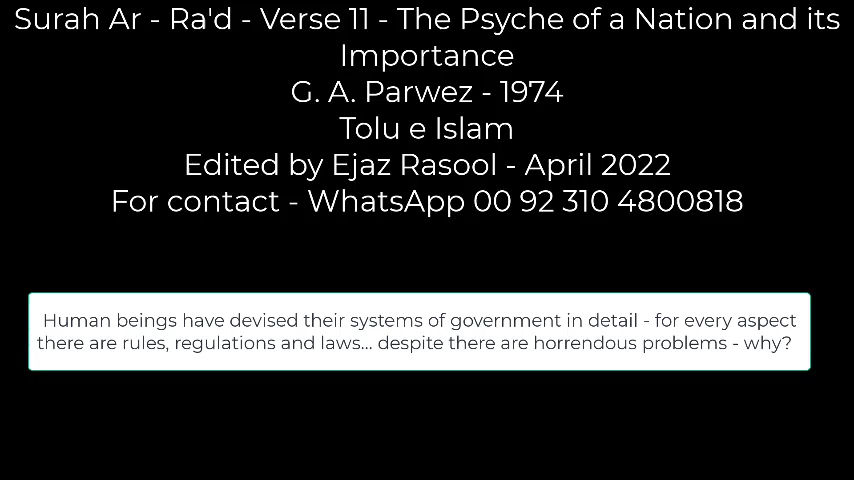 Surah Ar - Ra'd - Verse 11 - The Psyche of a Nation and its
Importance
G. A. Parwez - 1974
Tolu e Islam
Edited by Ejaz Rasool - April 2022
For contact - WhatsApp 00 92 310 4800818
Human beings have devised their systems of government in detail - for every aspect
there are rules, regulations and laws... despite there are horrendous problems - why?